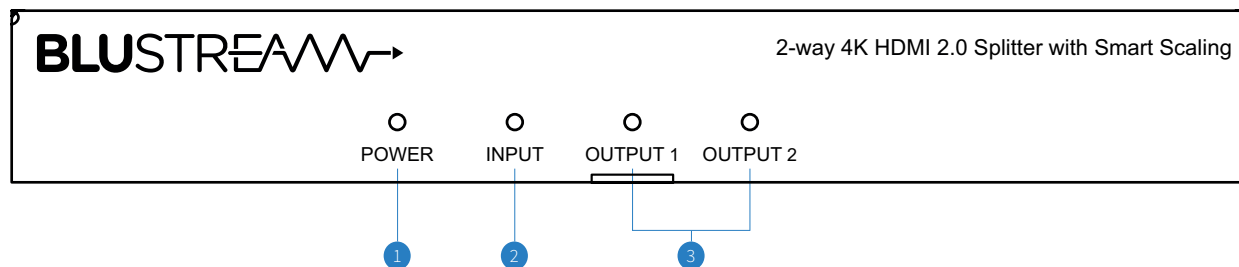 BLUSTREAM
2-way 4K HDMI 2.0 Splitter with Smart Scaling
POWER INPUT OUTPUT 1 OUTPUT 2
1 2 3